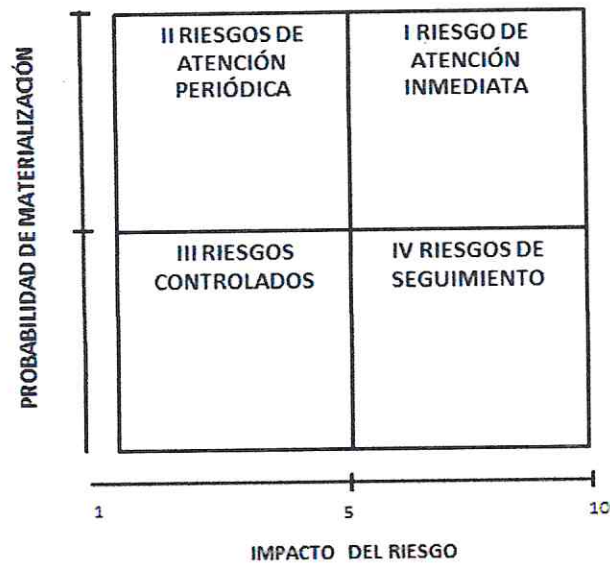 II RIESGOS DE
ATENCIÓN
PERIÓDICA
I RIESGO DE
ATENCIÓN
INMEDIATA
III RIESGOS
CONTROLADOS
IV RIESGOS DE
SEGUIMIENTO
PROBABILIDAD DE MATERIALIZACIÓN
1
5
10
IMPACTO DEL RIESGO